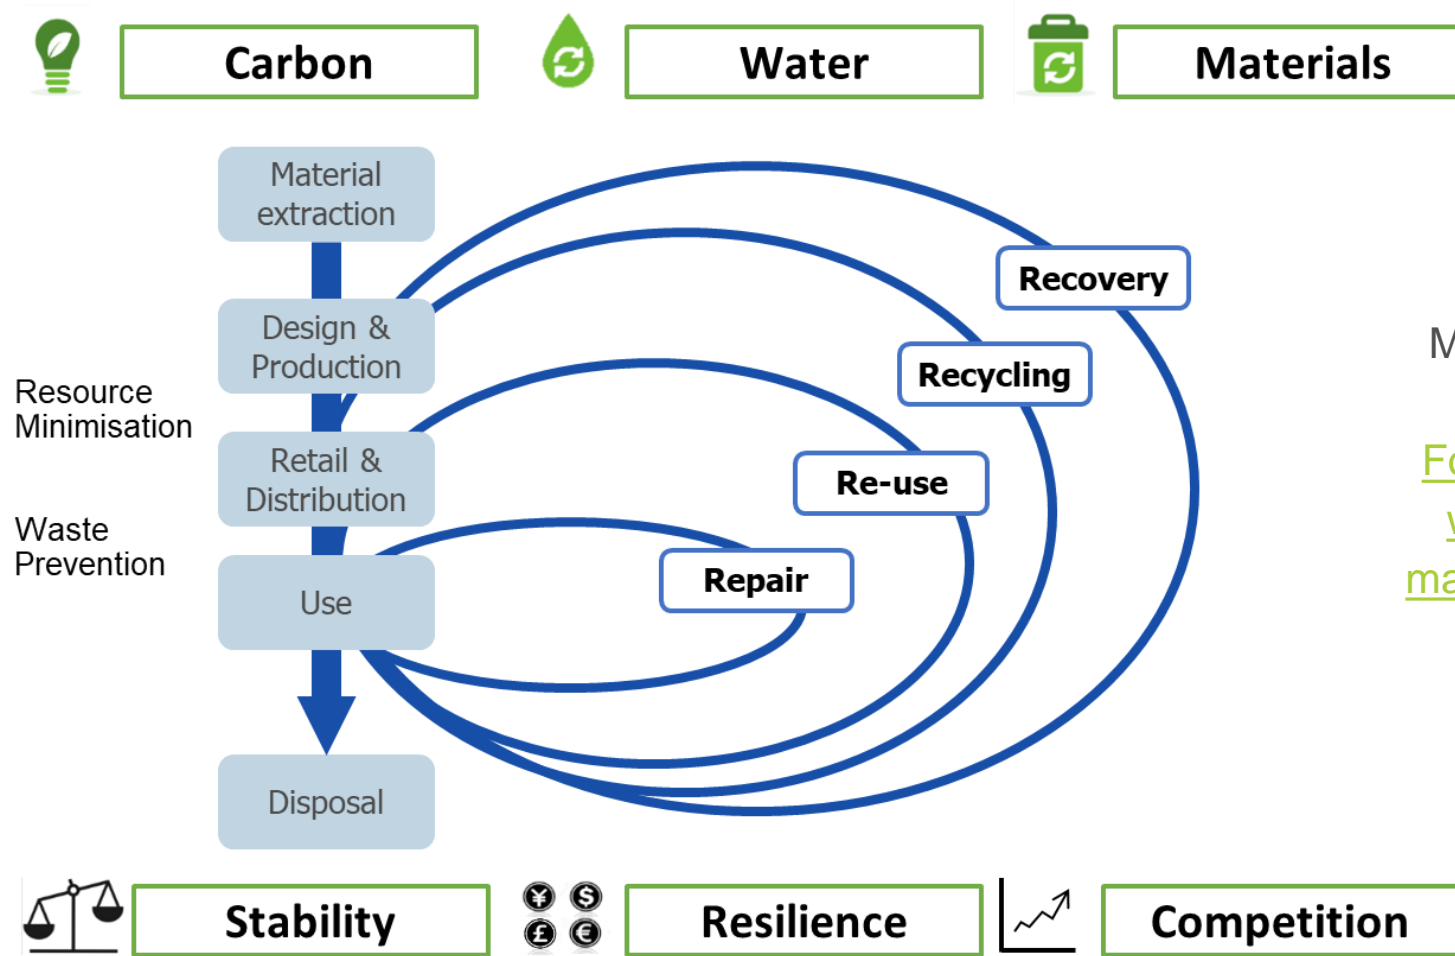 Carbon
Water
Materials
Material
extraction
Recovery
Design &
Production
Recycling
Resource
Minimisation
Retail &
Distribution
Re-use
Waste
Prevention
Use
Repair
Disposal
Stability
¥ $
£ €
Resilience
Competition